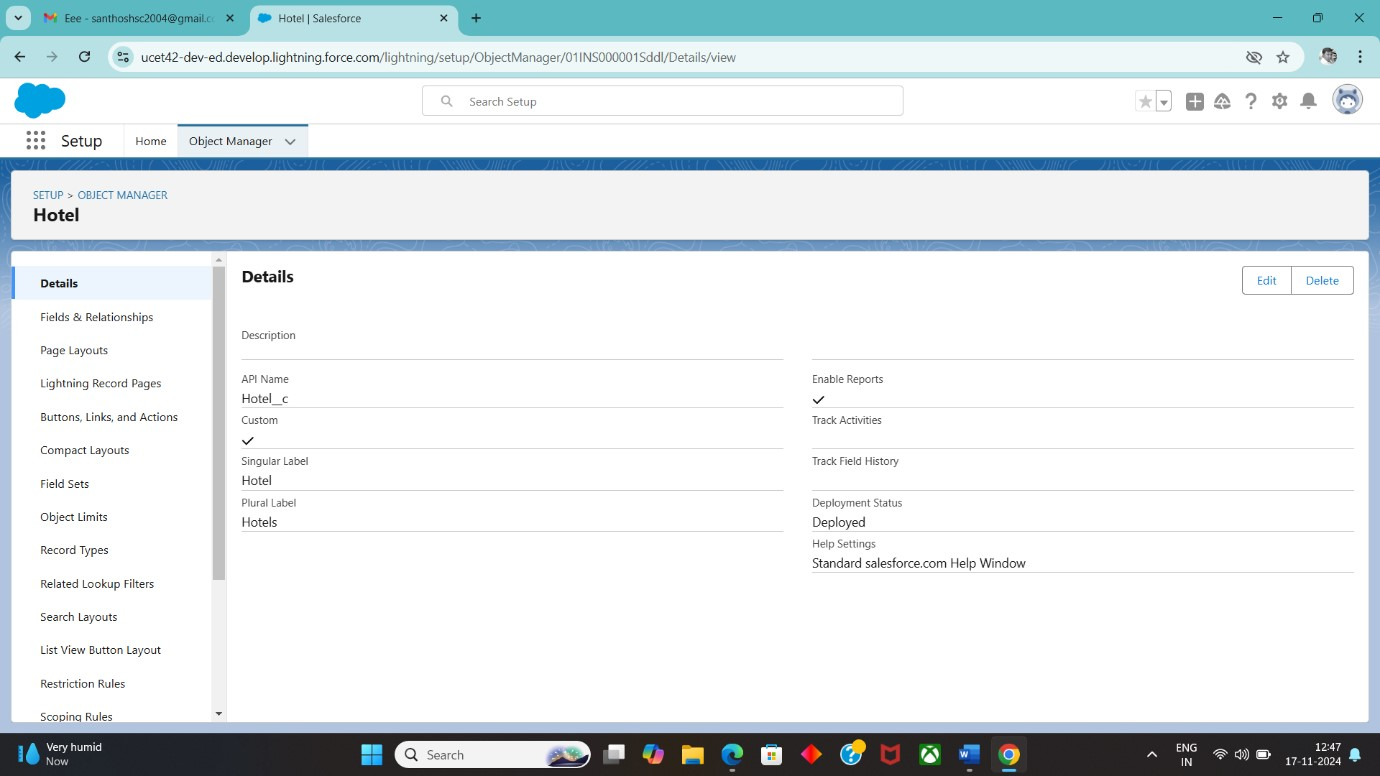 Eee - santhoshsc2004@gmail.c
Hotel | Salesforce
ucet42-dev-ed.develop.lightning.force.com/lightning/setup/ObjectManager/01INS000001Sddl/Details/view
Search Setup
Setup
Home
Object Manager
SETUP > OBJECT MANAGER
Hotel
Details
Fields & Relationships
Page Layouts
Lightning Record Pages
Buttons, Links, and Actions
Compact Layouts
Field Sets
Object Limits
Record Types
Related Lookup Filters
Search Layouts
List View Button Layout
Restriction Rules
Scoping Rules
Details
Edit
Delete
Description
API Name
Hotel__c
Custom
Singular Label
Hotel
Plural Label
Hotels
Enable Reports
Track Activities
Track Field History
Deployment Status
Deployed
Help Settings
Standard salesforce.com Help Window
Very humid
Now
Search
ENG
IN
12:47
17-11-2024